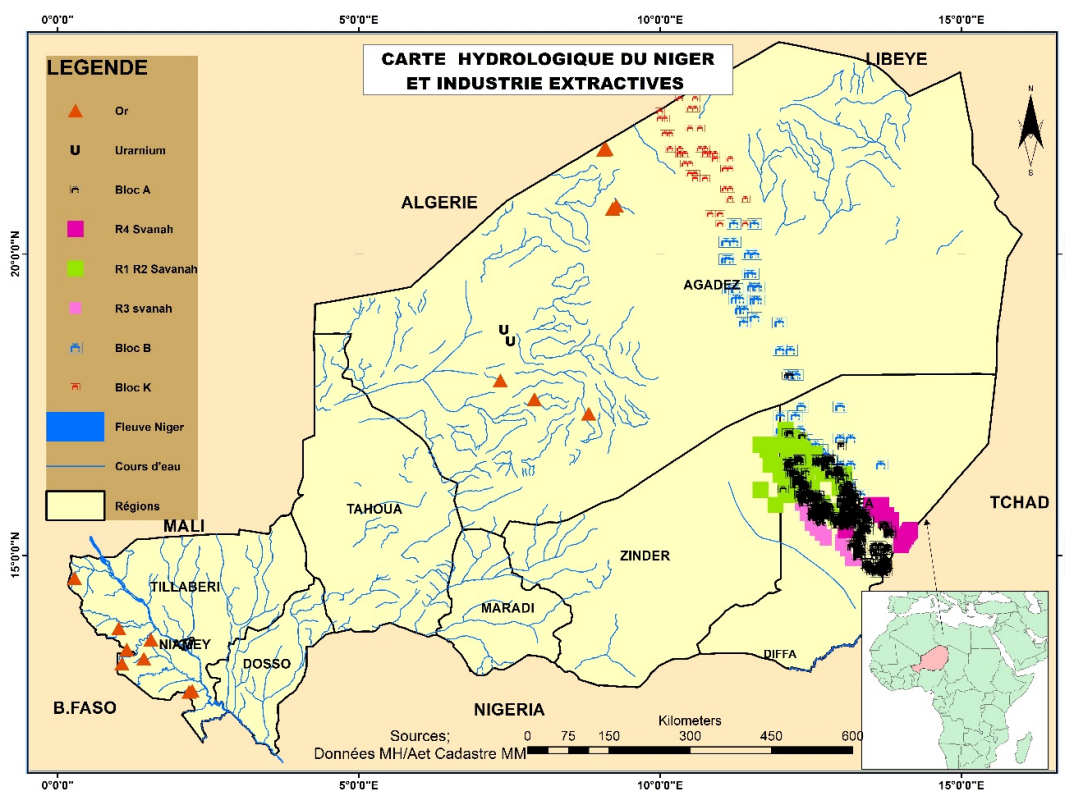 0°0'0"
5°0'0"E
10°0'0"E
15°0'0"E
CARTE HYDROLOGIQUE DU NIGER
ET INDUSTRIE EXTRACTIVES
LEGENDE
Or
U
Urarnium
Bloc A
R4 Svanah
R1 R2 Savanah
R3 svanah
Bloc B
Bloc K
Fleuve Niger
Cours d'eau
Régions
LIBEYE
N
S
ALGERIE
20°0'0"N
AGADEZ
U
U
TCHAD
MALI
TAHOUA
15°0'0"N
ZINDER
TILLABERI
MARADI
NIAMEY
DOSSO
DIFFA
B.FASO
NIGERIA
Kilometers
Sources;
0 75 150 300 450 600
Données MH/Aet Cadastre MM
0°0'0"
5°0'0"E
10°0'0"E
15°0'0"E